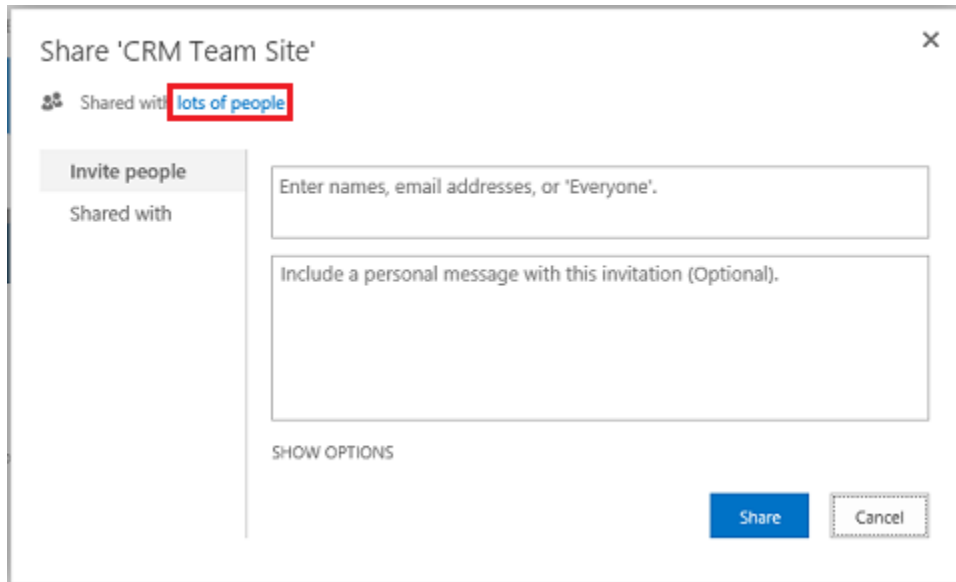 Share 'CRM Team Site'
Shared with lots of people
Invite people
Shared with
Enter names, email addresses, or 'Everyone'.
Include a personal message with this invitation (Optional).
SHOW OPTIONS
Share Cancel